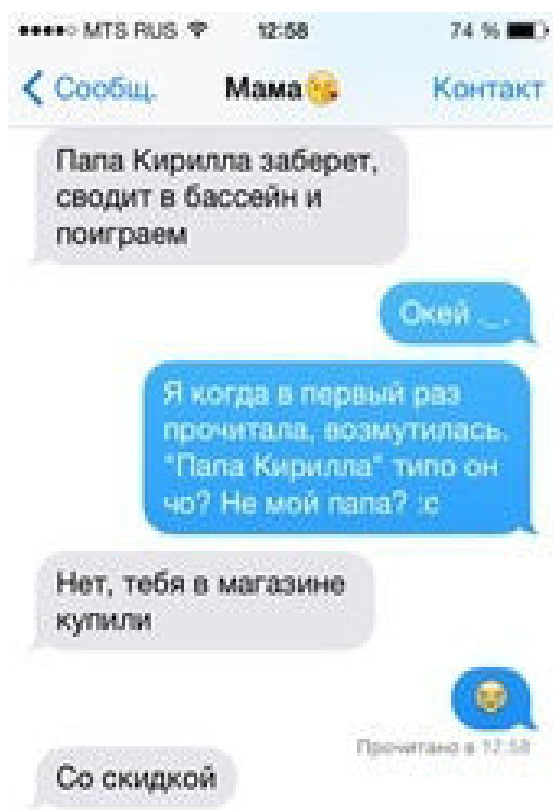 MTS RUS 12:58 74 %
Сообщ. Мама Контакт
Папа Кирилла заберет,
сводит в бассейн и
поиграем
Окей ._.
Я когда в первый раз
прочитала, возмутилась.
"Папа Кирилла" типо он
чо? Не мой папа? :с
Нет, тебя в магазине
купили
Прочитано в 12:58
Со скидкой